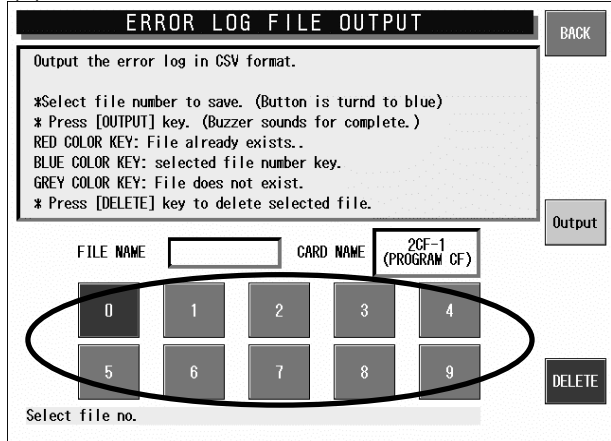 ERROR LOG FILE OUTPUT
BACK
Output the error log in CSV format.
*Select file number to save. (Button is turnd to blue)
* Press [OUTPUT] key. (Buzzer sounds for complete.)
RED COLOR KEY: File already exists..
BLUE COLOR KEY: selected file number key.
GREY COLOR KEY: File does not exist.
* Press [DELETE] key to delete selected file.
Output
FILE NAME
CARD NAME
2CF-1
(PROGRAM CF)
0 1 2 3 4
5 6 7 8 9
DELETE
Select file no.